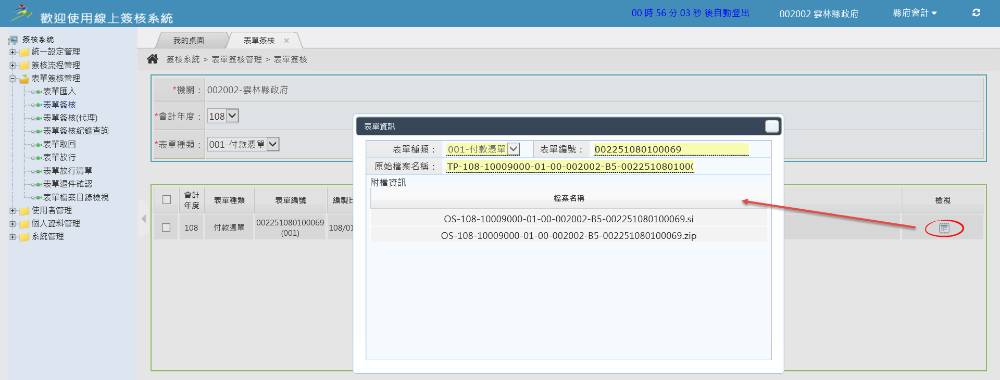 歡迎使用線上簽核系統
00 時 56 分 03 秒 後自動登出
002002 雲林縣政府
縣府會計
簽核系統
統一設定管理
簽核流程管理
表單簽核管理
表單匯入
表單簽核
表單簽核(代理)
表單簽核紀錄查詢
表單取回
表單放行
表單放行清單
表單退件確認
表單檔案目錄檢視
使用者管理
個人資料管理
系統管理
我的桌面
表單簽核
簽核系統 > 表單簽核管理 > 表單簽核
*機關：
002002-雲林縣政府
*會計年度：
108
*表單種類：
001-付款憑單
會計
年度
表單種類
表單編號
編製
檢視
108
付款憑單
002251080100069
(001)
108/01
表單資訊
表單種類：
001-付款憑單
表單編號：
002251080100069
原始檔案名稱：
TP-108-10009000-01-00-002002-B5-0022510801000
附檔資訊
檔案名稱
OS-108-10009000-01-00-002002-B5-002251080100069.si
OS-108-10009000-01-00-002002-B5-002251080100069.zip